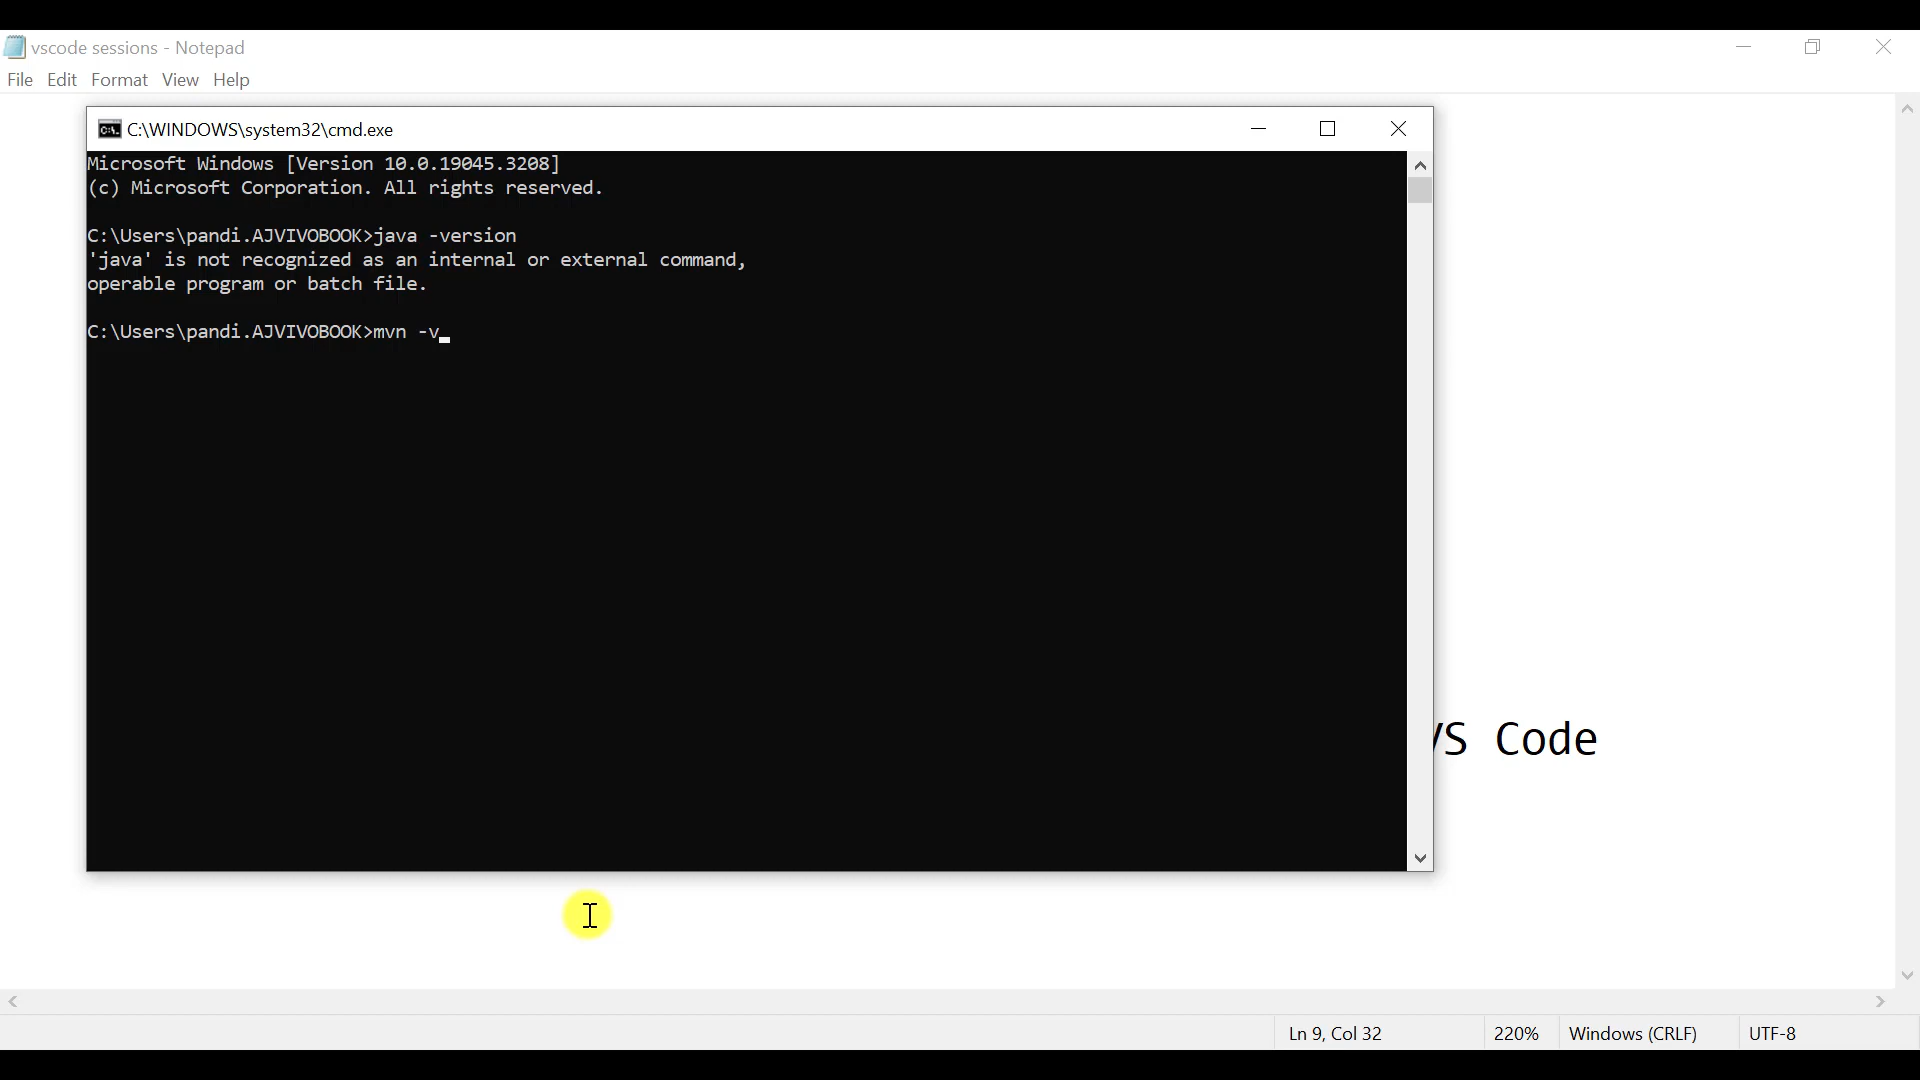 vscode sessions - Notepad
File Edit Format View Help
C:\WINDOWS\system32\cmd.exe
Microsoft Windows [Version 10.0.19045.3208]
(c) Microsoft Corporation. All rights reserved.
C:\Users\pandi.AJVIVOBOOK>java -version
'java' is not recognized as an internal or external command,
operable program or batch file.
C:\Users\pandi.AJVIVOBOOK>mvn -v
VS Code
Ln 9, Col 32 220% Windows (CRLF) UTF-8